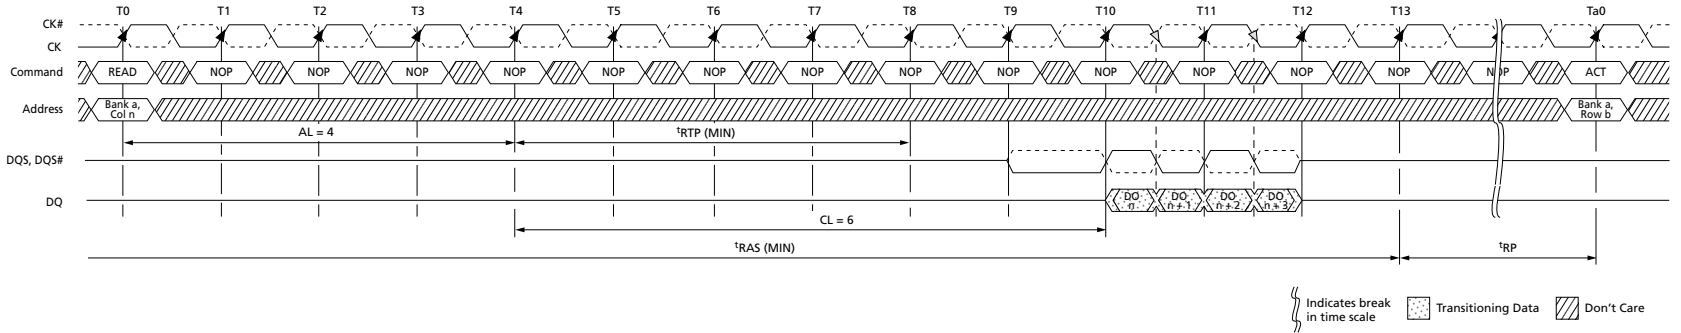 T0 T1 T2 T3 T4 T5 T6 T7 T8 T9 T10 T11 T12 T13 Ta0
CK#
CK
Command READ NOP NOP NOP NOP NOP NOP NOP NOP NOP NOP NOP NOP NOP NOP ACT
Address Bank a, Col n Bank a, Row b
AL = 4 tRTP (MIN)
DQS, DQS#
DQ DO n DO n + 1 DO n + 2 DO n + 3
CL = 6
tRAS (MIN) tRP
Indicates break in time scale Transitioning Data Don't Care